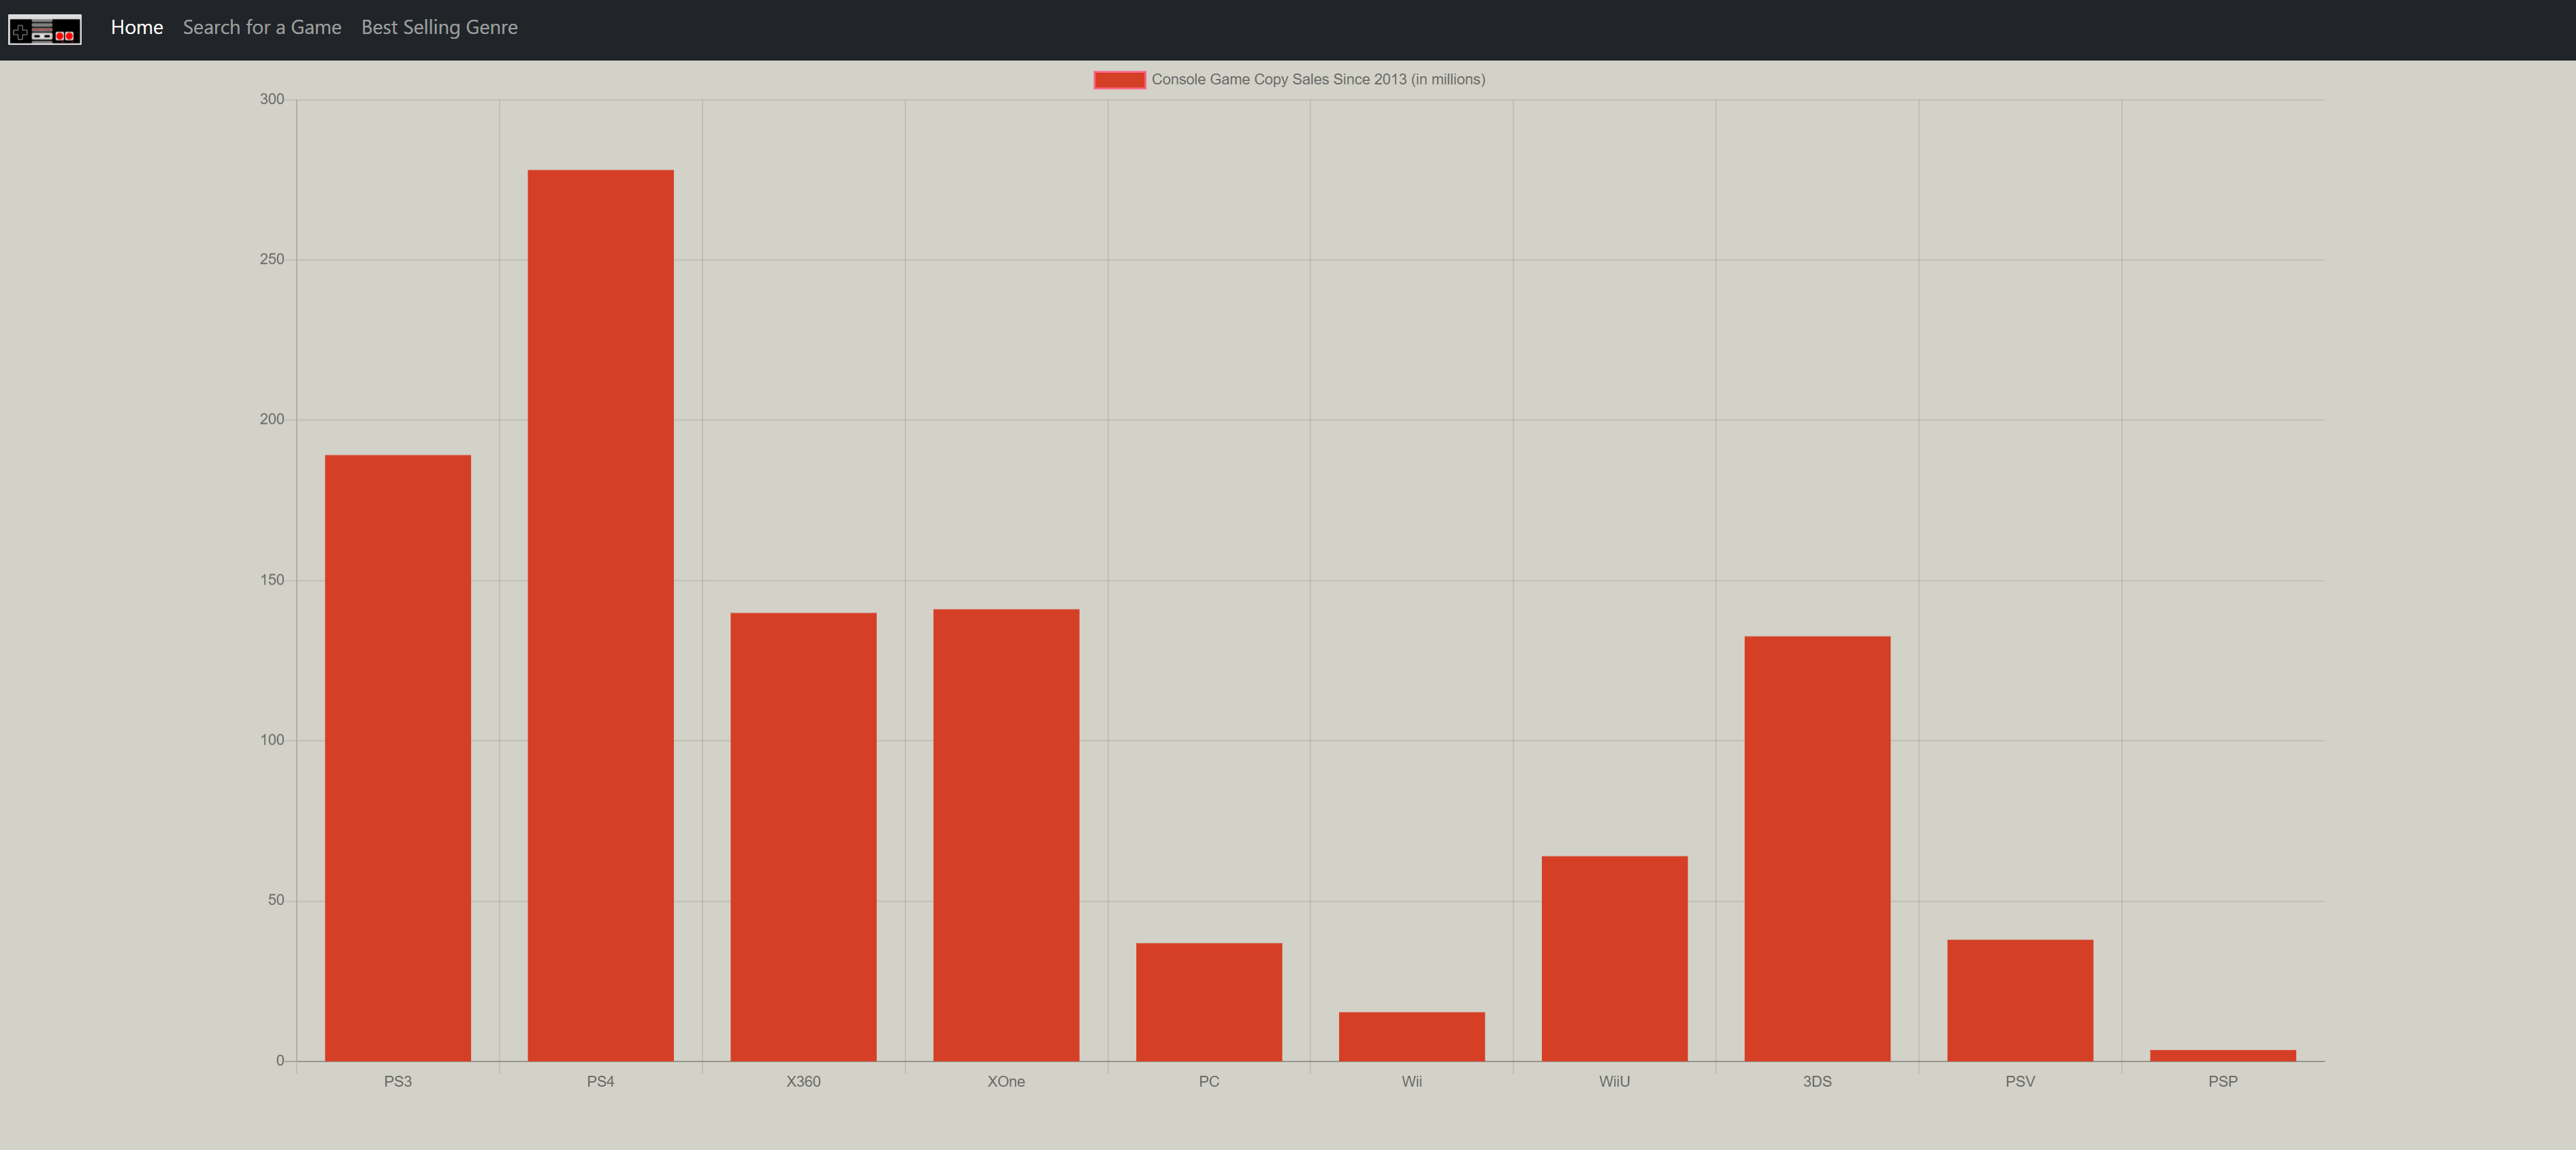 Home Search for a Game Best Selling Genre
Console Game Copy Sales Since 2013 (in millions)
300
250
200
150
100
50
0
PS3 PS4 X360 XOne PC Wii WiiU 3DS PSV PSP